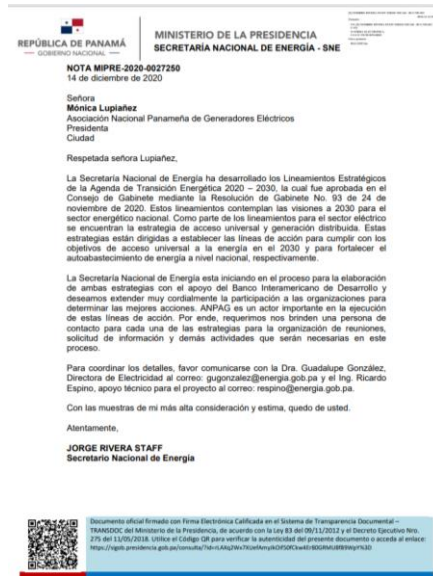 REPÚBLICA DE PANAMÁ
— GOBIERNO NACIONAL —
MINISTERIO DE LA PRESIDENCIA
SECRETARÍA NACIONAL DE ENERGÍA - SNE
NOTA MIPRE-2020-0027250
14 de diciembre de 2020
Señora
Mónica Lupiañez
Asociación Nacional Panameña de Generadores Eléctricos
Presidenta
Ciudad
Respetada señora Lupiañez,
La Secretaría Nacional de Energía ha desarrollado los Lineamientos Estratégicos
de la Agenda de Transición Energética 2020 – 2030, la cual fue aprobada en el
Consejo de Gabinete mediante la Resolución de Gabinete No. 93 de 24 de
noviembre de 2020. Estos lineamientos contemplan las visiones a 2030 para el
sector energético nacional. Como parte de los lineamientos para el sector eléctrico
se encuentran la estrategia de acceso universal y generación distribuida. Estas
estrategias están dirigidas a establecer las líneas de acción para cumplir con los
objetivos de acceso universal a la energía en el 2030 y para fortalecer el
autoabastecimiento de energía a nivel nacional, respectivamente.
La Secretaría Nacional de Energía esta iniciando en el proceso para la elaboración
de ambas estrategias con el apoyo del Banco Interamericano de Desarrollo y
deseamos extender muy cordialmente la participación a las organizaciones para
determinar las mejores acciones. ANPAG es un actor importante en la ejecución
de estas líneas de acción. Por ende, requerimos nos brinden una persona de
contacto para cada una de las estrategias para la organización de reuniones,
solicitud de información y demás actividades que serán necesarias en este
proceso.
Para coordinar los detalles, favor comunicarse con la Dra. Guadalupe González,
Directora de Electricidad al correo: gugonzalez@energia.gob.pa y el Ing. Ricardo
Espino, apoyo técnico para el proyecto al correo: respino@energia.gob.pa.
Con las muestras de mi más alta consideración y estima, quedo de usted.
Atentamente,
JORGE RIVERA STAFF
Secretario Nacional de Energía
Documento oficial firmado con Firma Electrónica Calificada en el Sistema de Transparencia Documental –
TRANSDOC del Ministerio de la Presidencia, de acuerdo con la Ley 83 del 09/11/2012 y el Decreto Ejecutivo Nro.
275 del 11/05/2018. Utilice el Código QR para verificar la autenticidad del presente documento o acceda al enlace: